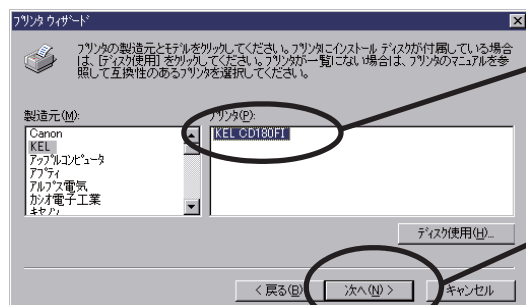 プリンタ ウィザード
プリンタの製造元とモデルをクリックしてください。プリンタにインストール ディスクが付属している場合
は、[ディスク使用] をクリックしてください。プリンタが一覧にない場合は、プリンタのマニュアルを参
照して互換性のあるプリンタを選択してください。
製造元(M):
プリンタ(P):
Canon
KEL
アップルコンピュータ
アプティ
アルプス電気
カシオ電子工業
キヤノン
KEL CD180FI
ディスク使用(H)...
< 戻る(B)
次へ(N) >
キャンセル